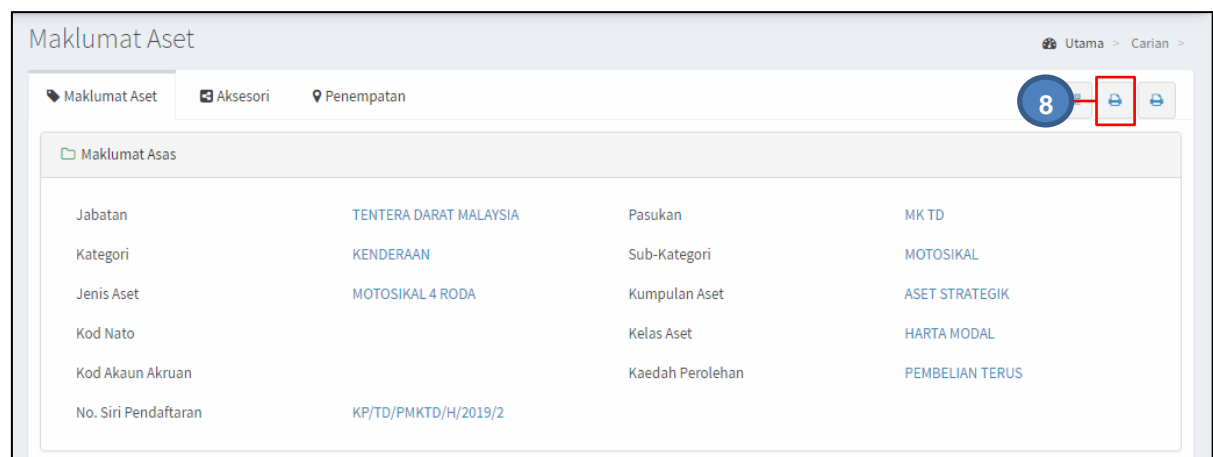 Maklumat Aset
Utama > Carian >
Maklumat Aset Aksesori Penempatan
8
Maklumat Asas
Jabatan TENTERA DARAT MALAYSIA Pasukan MK TD
Kategori KENDERAAN Sub-Kategori MOTOSIKAL
Jenis Aset MOTOSIKAL 4 RODA Kumpulan Aset ASET STRATEGIK
Kod Nato Kelas Aset HARTA MODAL
Kod Akaun Akruan Kaedah Perolehan PEMBELIAN TERUS
No. Siri Pendaftaran KP/TD/PMKTD/H/2019/2